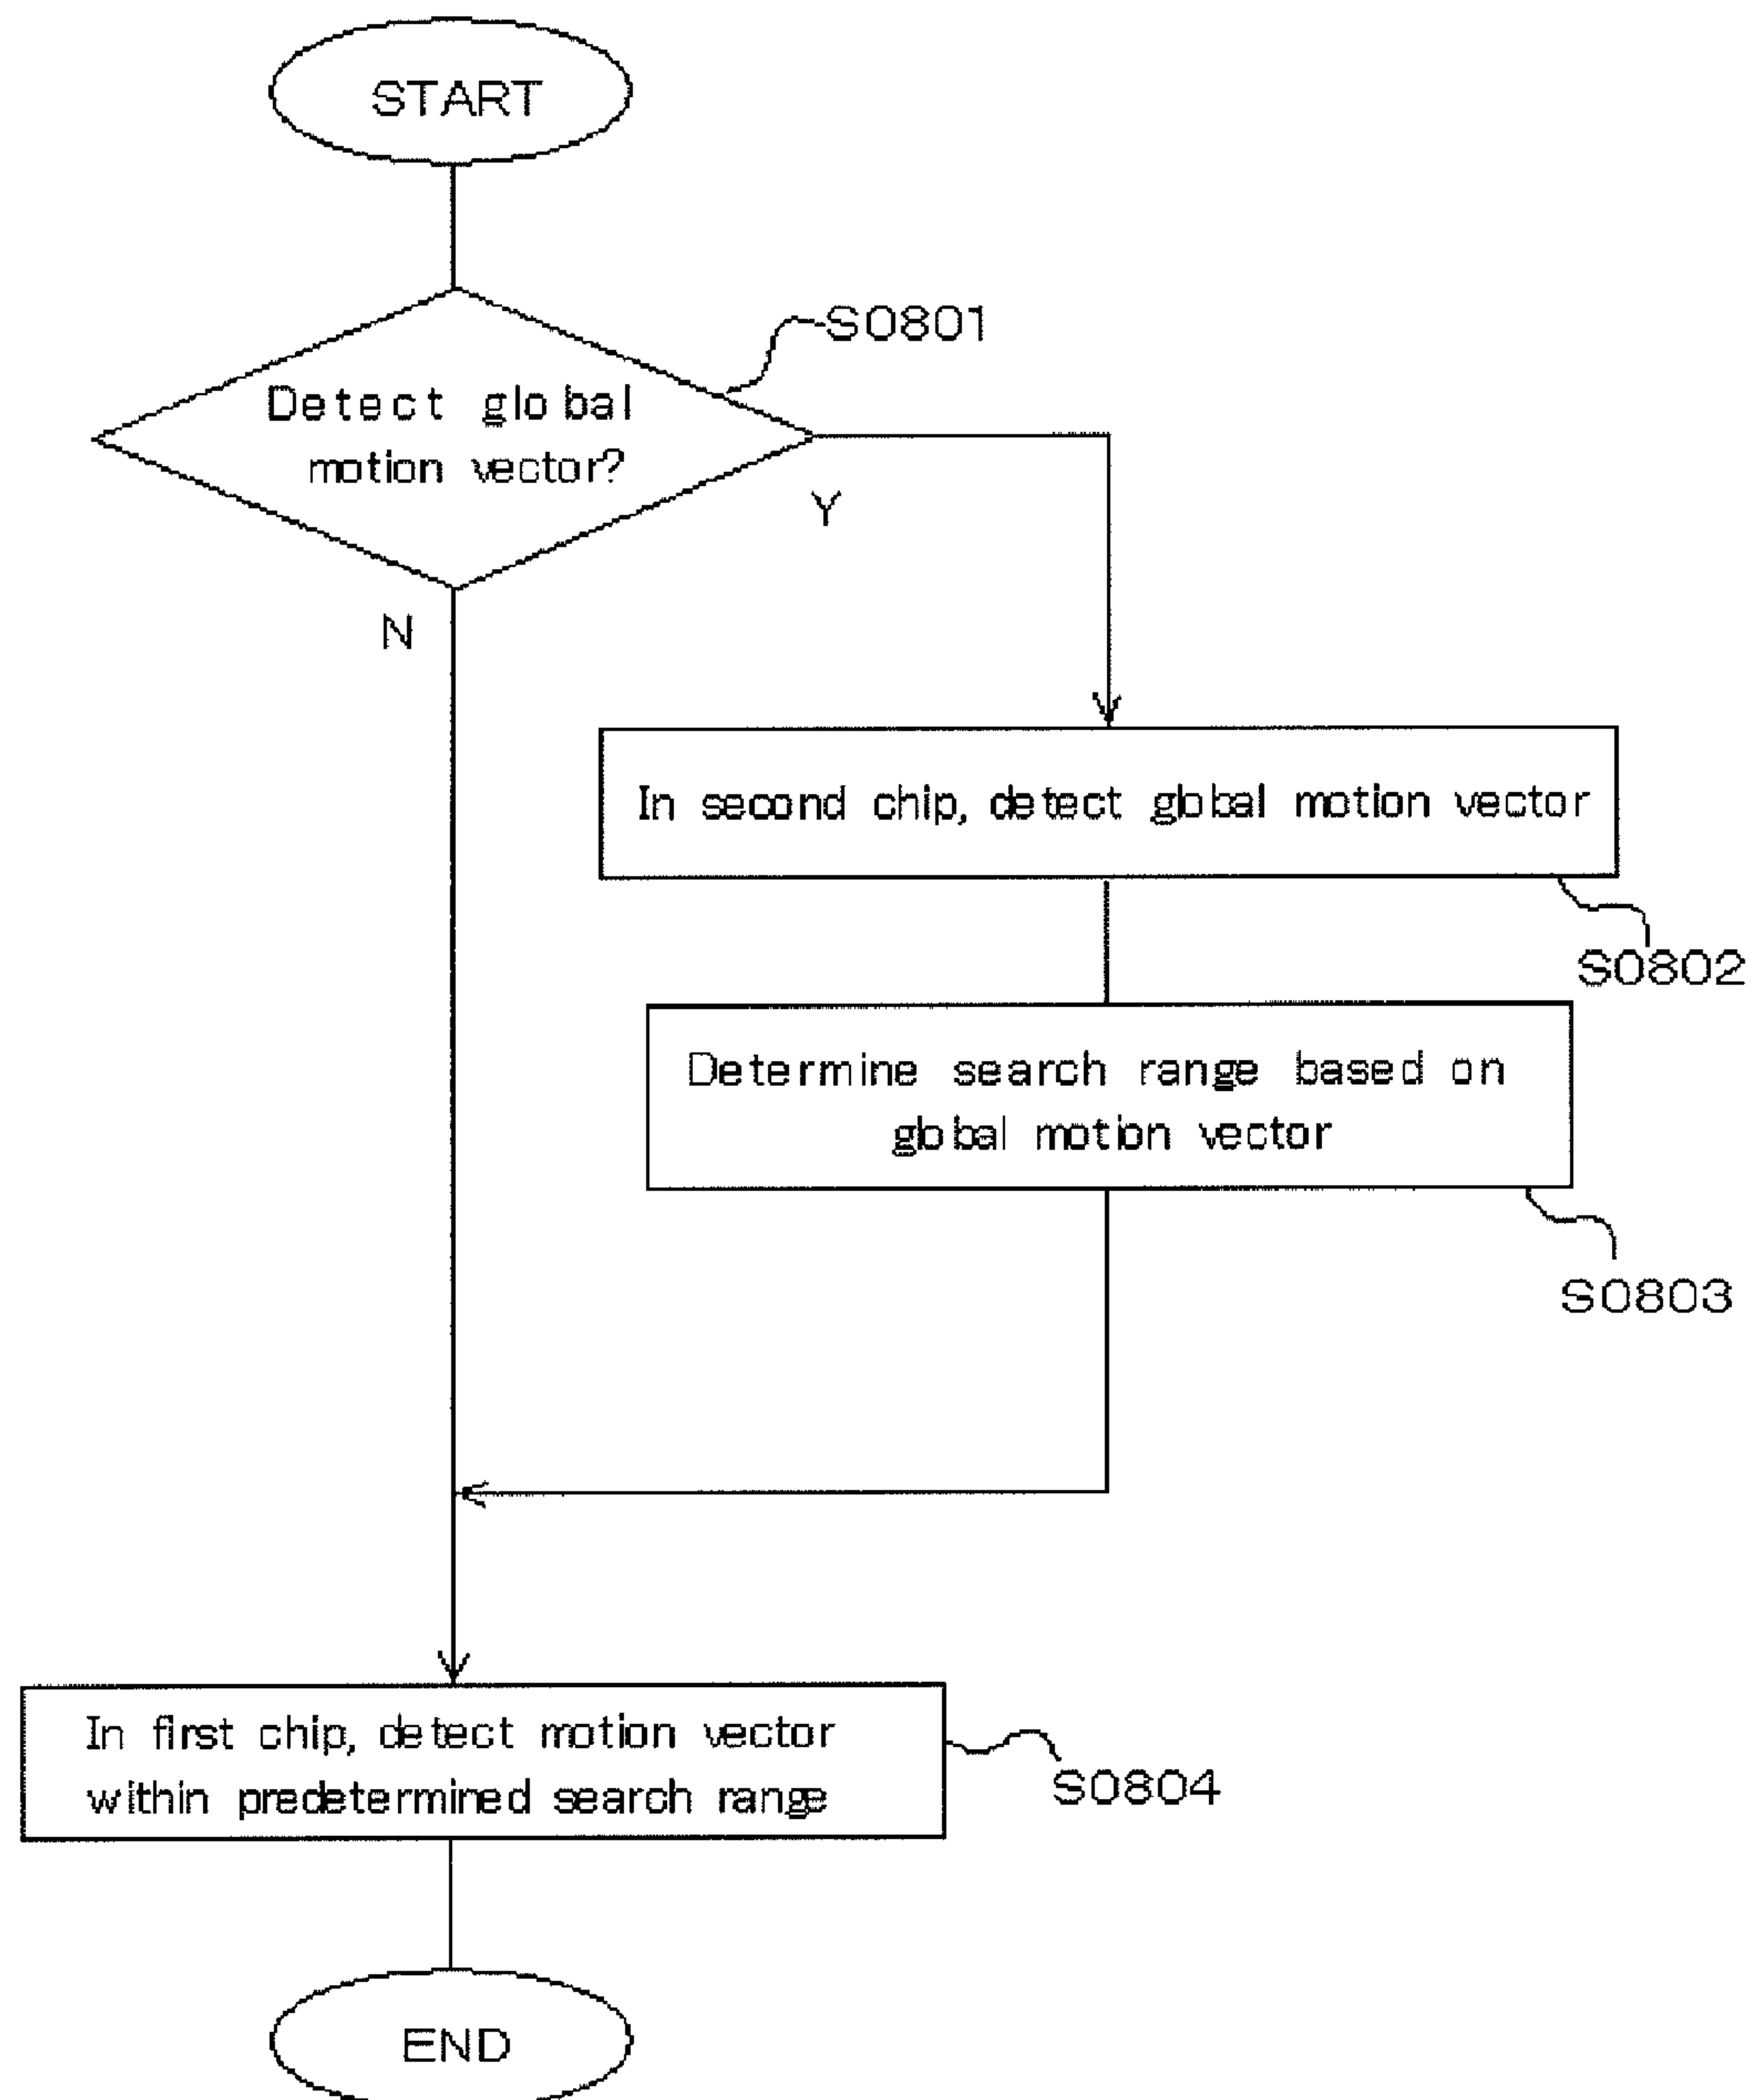 START
S0801
Detect global
motion vector?
Y
N
In second chip, detect global motion vector
S0802
Determine search range based on
global motion vector
S0803
In first chip, detect motion vector
within predetermined search range
S0804
END